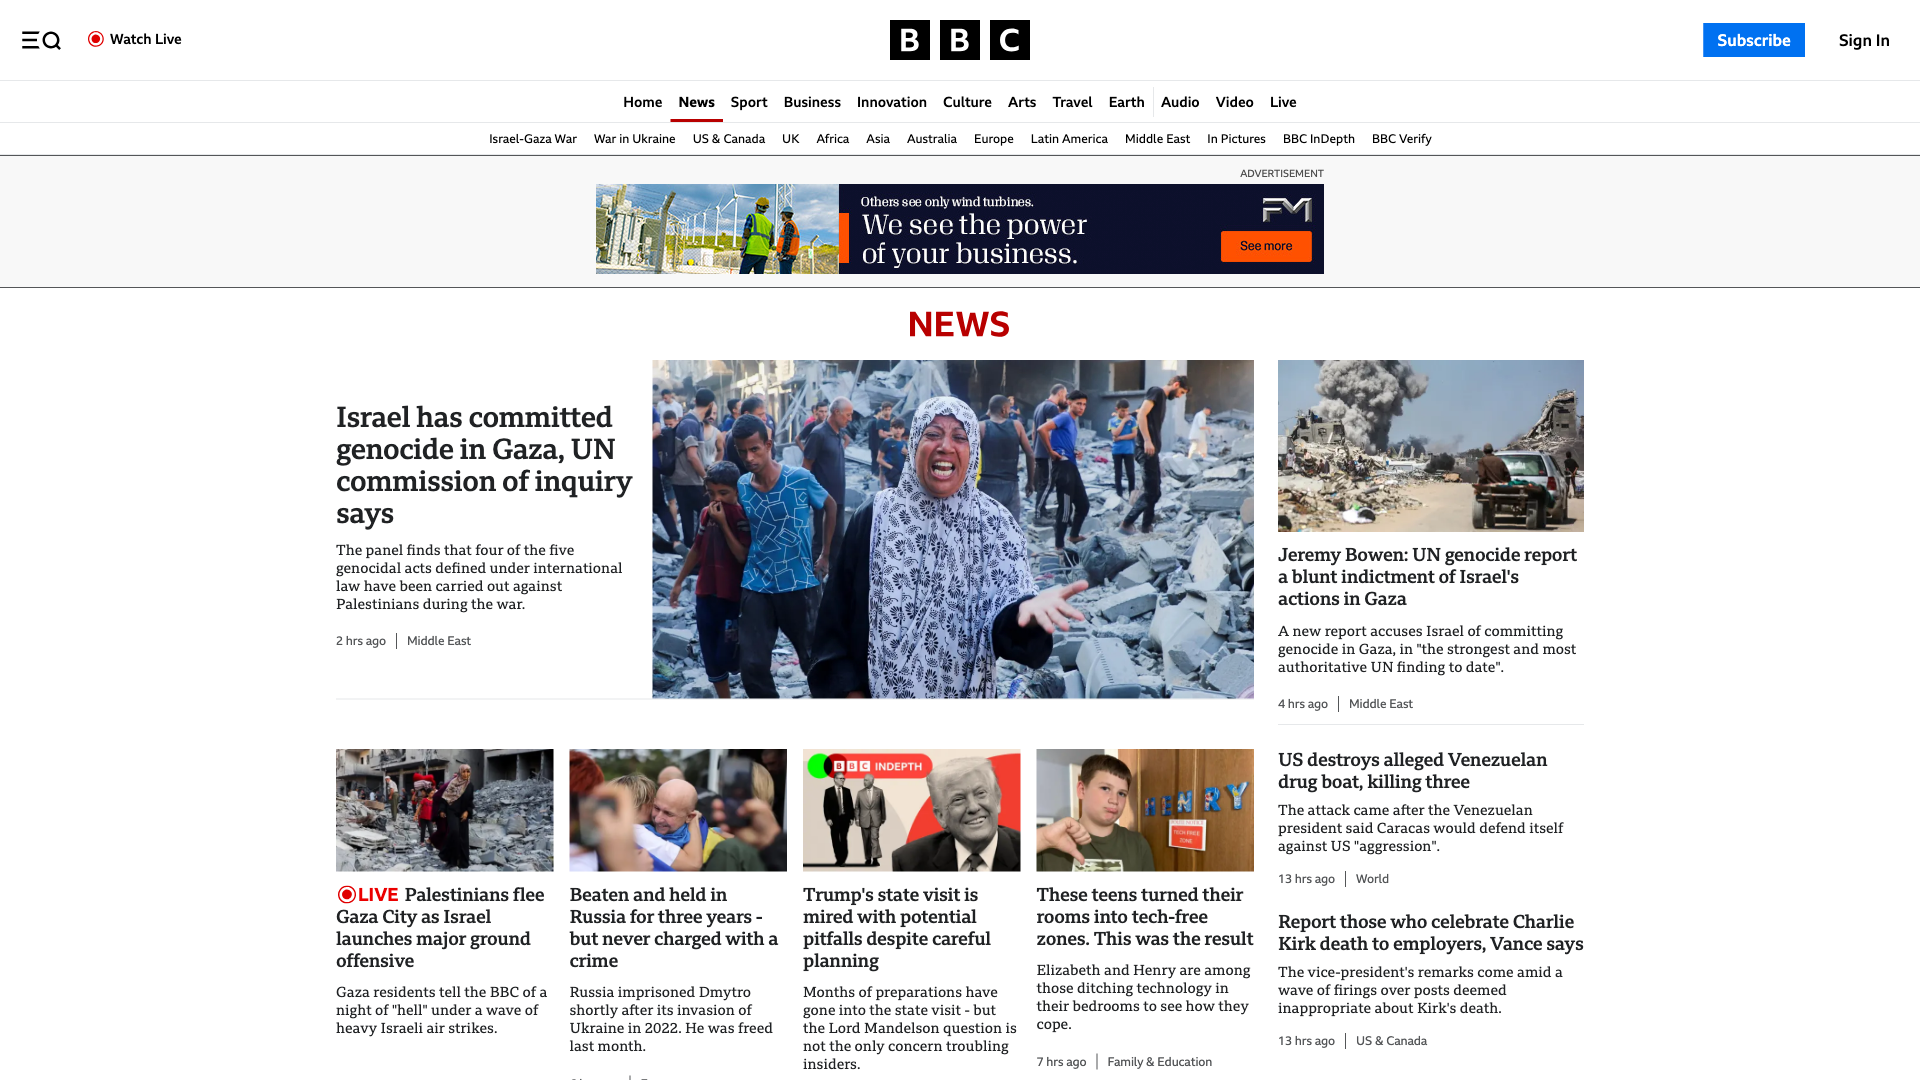 Watch Live
B B C
Subscribe
Sign In
Home News Sport Business Innovation Culture Arts Travel Earth Audio Video Live
Israel-Gaza War War in Ukraine US & Canada UK Africa Asia Australia Europe Latin America Middle East In Pictures BBC InDepth BBC Verify
ADVERTISEMENT
Others see only wind turbines.
We see the power
of your business.
FM
See more
NEWS
Israel has committed
genocide in Gaza, UN
commission of inquiry
says
The panel finds that four of the five
genocidal acts defined under international
law have been carried out against
Palestinians during the war.
2 hrs ago | Middle East
Jeremy Bowen: UN genocide report
a blunt indictment of Israel's
actions in Gaza
A new report accuses Israel of committing
genocide in Gaza, in "the strongest and most
authoritative UN finding to date".
4 hrs ago | Middle East
US destroys alleged Venezuelan
drug boat, killing three
The attack came after the Venezuelan
president said Caracas would defend itself
against US "aggression".
13 hrs ago | World
Report those who celebrate Charlie
Kirk death to employers, Vance says
The vice-president's remarks come amid a
wave of firings over posts deemed
inappropriate about Kirk's death.
13 hrs ago | US & Canada
LIVE Palestinians flee
Gaza City as Israel
launches major ground
offensive
Gaza residents tell the BBC of a
night of "hell" under a wave of
heavy Israeli air strikes.
Beaten and held in
Russia for three years -
but never charged with a
crime
Russia imprisoned Dmytro
shortly after its invasion of
Ukraine in 2022. He was freed
last month.
BBC INDEPTH
Trump's state visit is
mired with potential
pitfalls despite careful
planning
Months of preparations have
gone into the state visit - but
the Lord Mandelson question is
not the only concern troubling
insiders.
HENRY
TECH FREE
ZONE
These teens turned their
rooms into tech-free
zones. This was the result
Elizabeth and Henry are among
those ditching technology in
their bedrooms to see how they
cope.
7 hrs ago | Family & Education